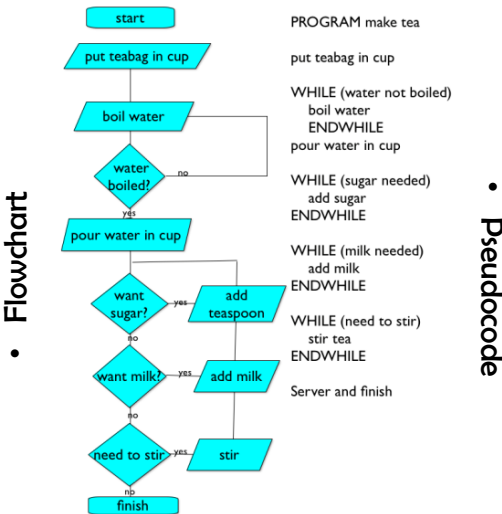 • Flowchart
start
put teabag in cup
boil water
water
boiled?
no
yes
pour water in cup
want
sugar?
yes
add
teaspoon
no
want milk?
yes
add milk
no
need to stir
yes
stir
no
finish
PROGRAM make tea
put teabag in cup
WHILE (water not boiled)
boil water
ENDWHILE
pour water in cup
WHILE (sugar needed)
add sugar
ENDWHILE
WHILE (milk needed)
add milk
ENDWHILE
WHILE (need to stir)
stir tea
ENDWHILE
Server and finish
• Pseudocode